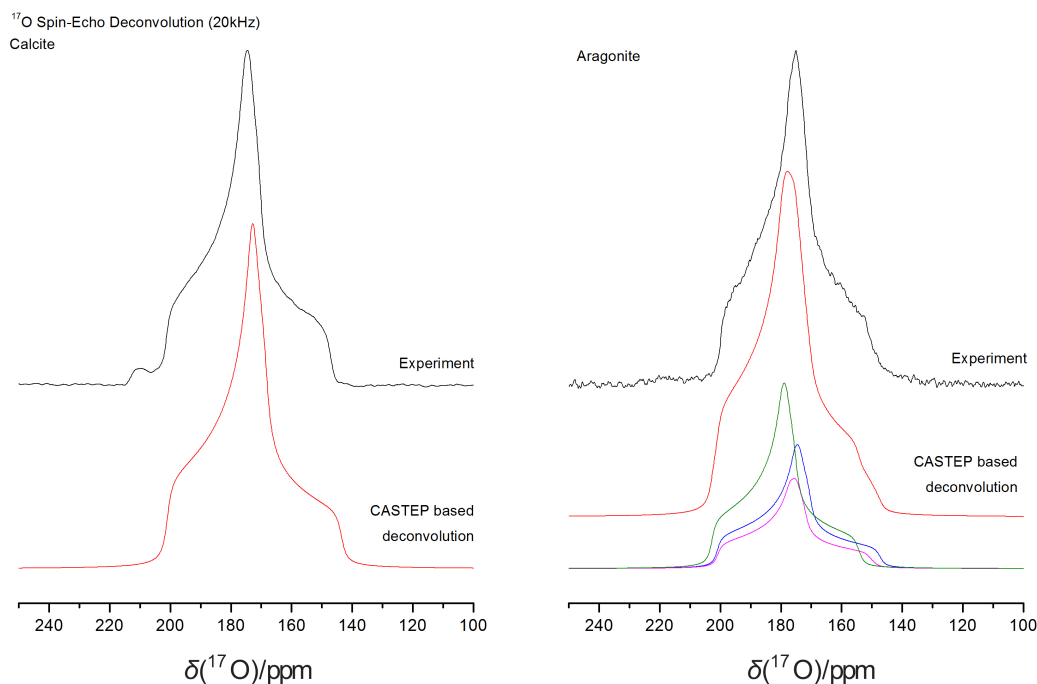 ¹⁷O Spin-Echo Deconvolution (20kHz)
Calcite
Experiment
CASTEP based
deconvolution
240 220 200 180 160 140 120 100
δ(¹⁷O)/ppm
Aragonite
Experiment
CASTEP based
deconvolution
240 220 200 180 160 140 120 100
δ(¹⁷O)/ppm